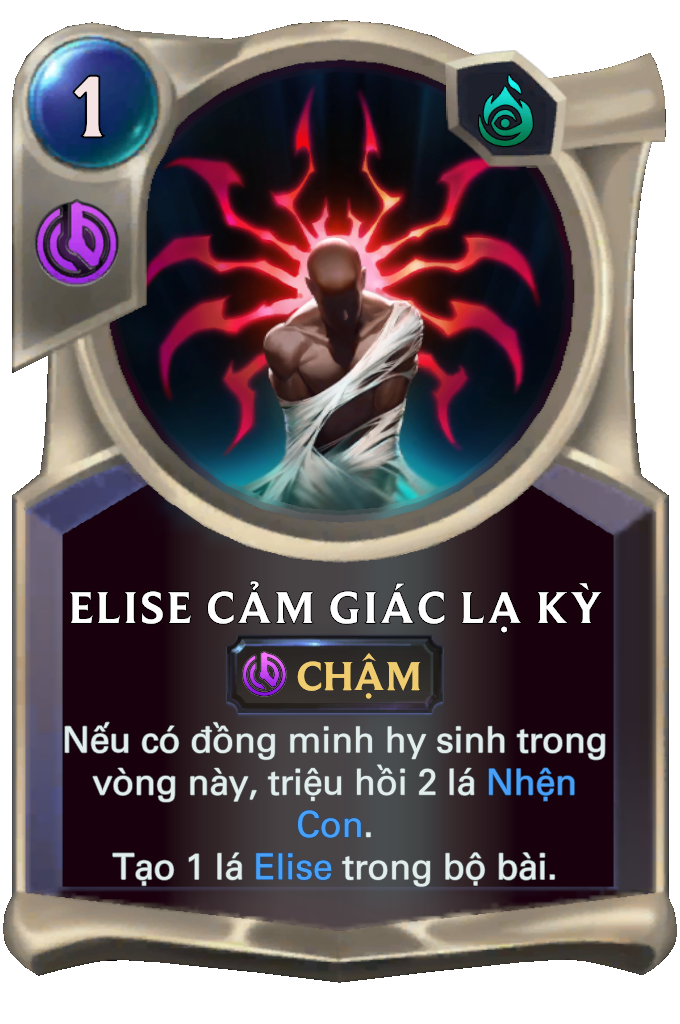 1
ELISE CẢM GIÁC LẠ KỲ
CHẬM
Nếu có đồng minh hy sinh trong
vòng này, triệu hồi 2 lá Nhện
Con.
Tạo 1 lá Elise trong bộ bài.